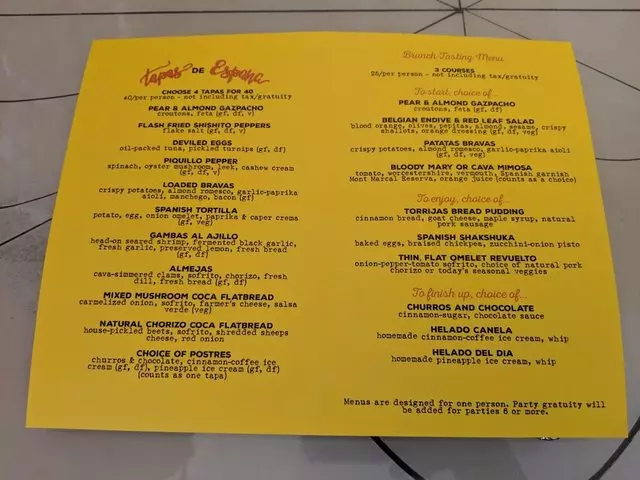 Tapas DE España
CHOOSE 4 TAPAS FOR 40
40/per person - not including tax/gratuity
PEAR & ALMOND GAZPACHO
croutons, feta (gf, df, v)
FLASH FRIED SHISHITO PEPPERS
flake salt (gf, df, v)
DEVILED EGGS
oil-packed tuna, pickled turnips (gf, df)
PIQUILLO PEPPER
spinach, oyster mushroom, leek, cashew cream
(gf, df, v)
LOADED BRAVAS
crispy potatoes, almond romesco, garlic-paprika
aioli, manchego, bacon (gf)
SPANISH TORTILLA
potato, egg, onion omelet, paprika & caper crema
(gf, veg)
GAMBAS AL AJILLO
head-on seared shrimp, fermented black garlic,
fresh garlic, preserved lemon, fresh bread
(gf, df)
ALMEJAS
cava-simmered clams, sofrito, chorizo, fresh
dill, fresh bread (gf, df)
MIXED MUSHROOM COCA FLATBREAD
carmelized onion, sofrito, farmer's cheese, salsa
verde (veg)
NATURAL CHORIZO COCA FLATBREAD
house-pickled beets, sofrito, shredded sheeps
cheese, red onion
CHOICE OF POSTRES
churros & chocolate, cinnamon-coffee ice
cream (gf, df), pineapple ice cream (gf, df)
(counts as one tapa)
Brunch Tasting Menu
3 COURSES
25/per person - not including tax/gratuity
To start: choice of...
PEAR & ALMOND GAZPACHO
croutons, feta (gf, df)
BELGIAN ENDIVE & RED LEAF SALAD
blood orange, olives, pepitas, almond, sesame, crispy
shallots, orange dressing (gf, df, veg)
PATATAS BRAVAS
crispy potatoes, almond romesco, garlic-paprika aioli
(gf, df, veg)
BLOODY MARY OR CAVA MIMOSA
tomato, worcestershire, vermouth, Spanish garnish
Mont Marcal Reserva, orange juice (counts as a choice)
To enjoy, choice of...
TORRIJAS BREAD PUDDING
cinnamon bread, goat cheese, maple syrup, natural
pork sausage
SPANISH SHAKSHUKA
baked eggs, braised chickpea, zucchini-onion pisto
THIN, FLAT OMELET REVUELTO
onion-pepper-tomato sofrito, choice of natural pork
chorizo or today's seasonal veggies
To finish up, choice of...
CHURROS AND CHOCOLATE
cinnamon-sugar, chocolate sauce
HELADO CANELA
homemade cinnamon-coffee ice cream, whip
HELADO DEL DIA
homemade pineapple ice cream, whip
Menus are designed for one person. Party gratuity will
be added for parties 6 or more.